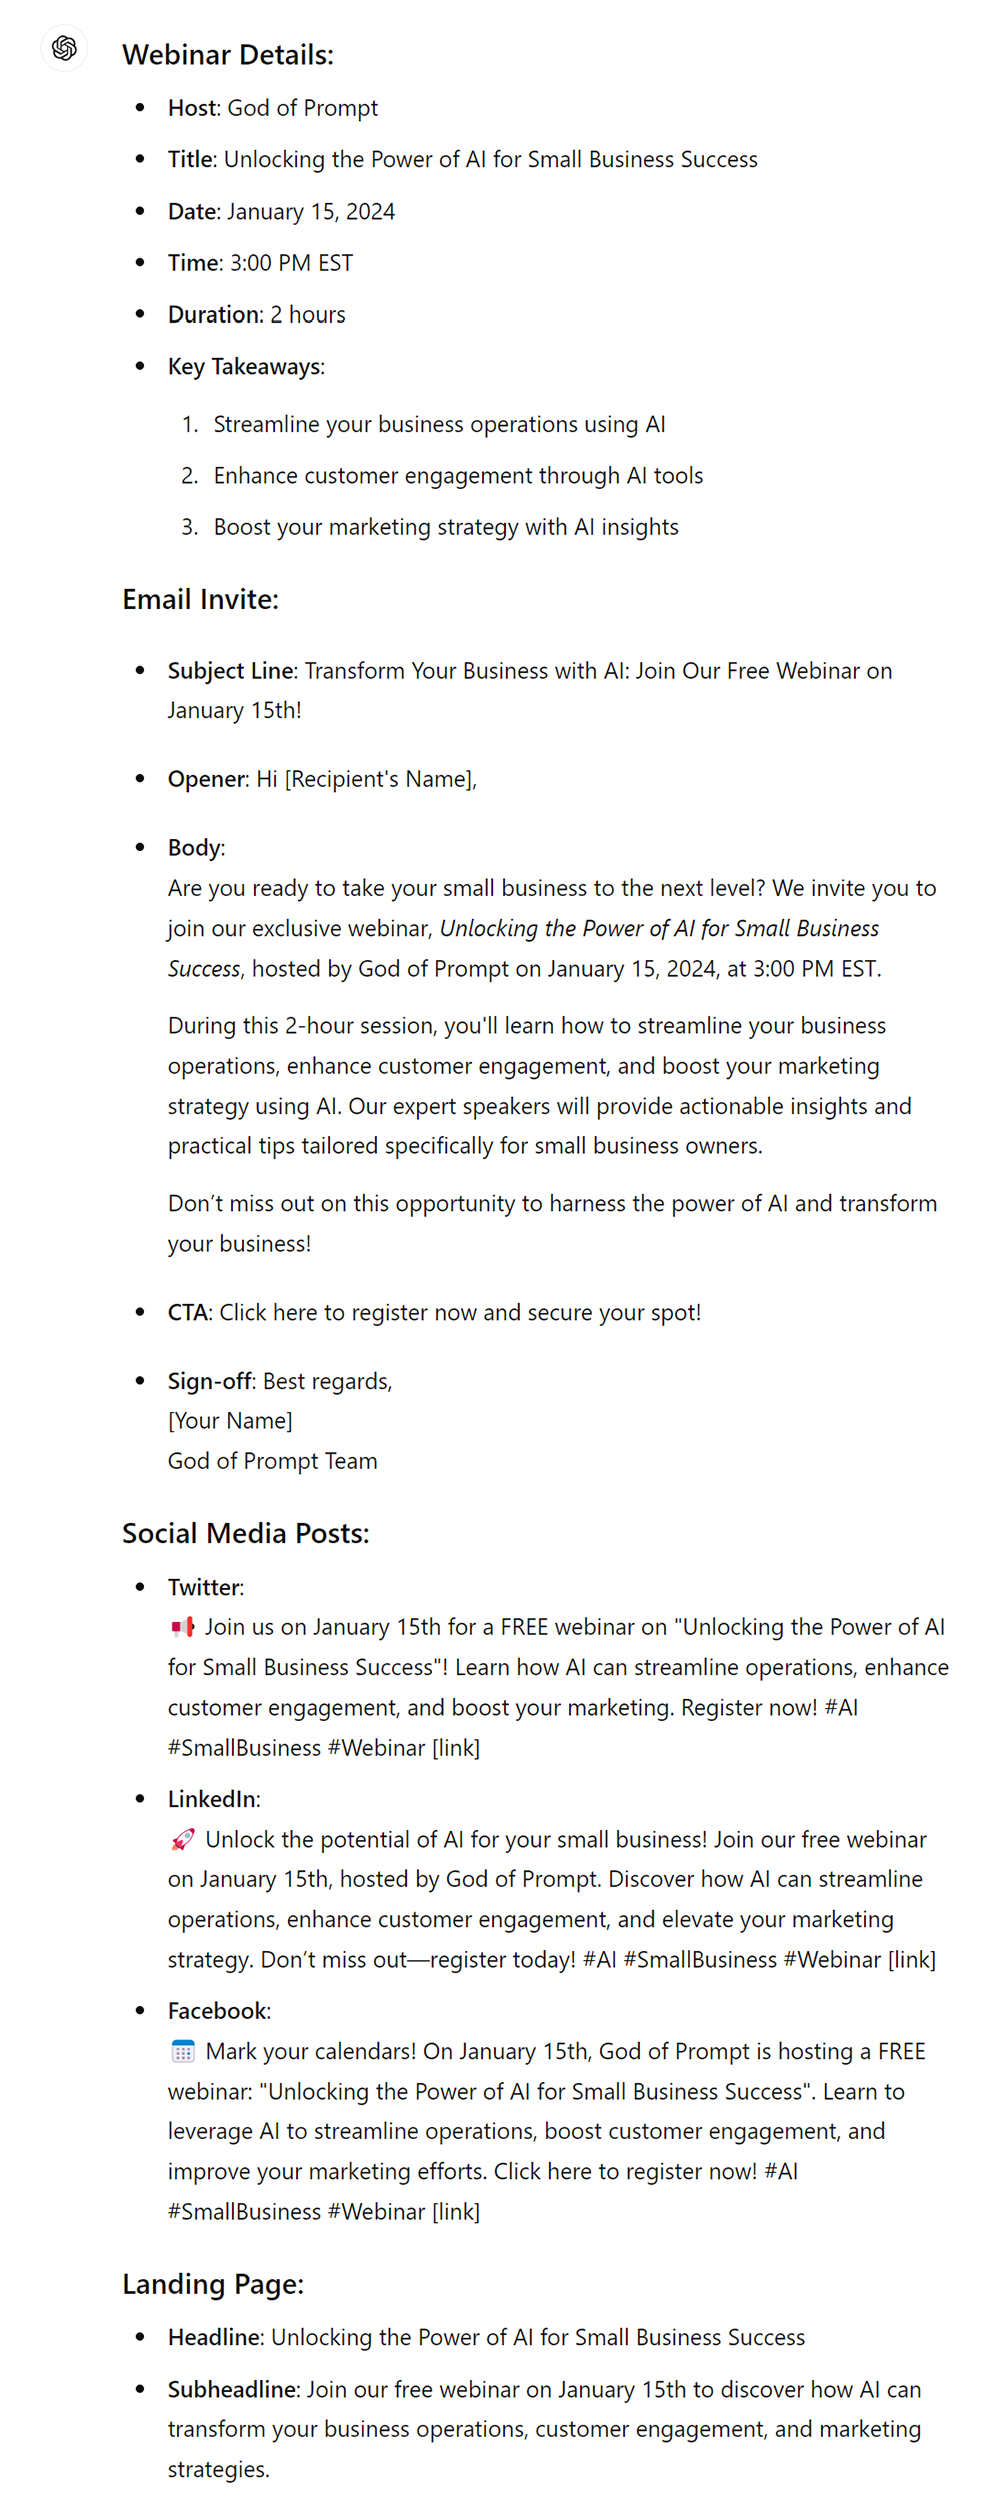 Webinar Details:
• Host: God of Prompt
• Title: Unlocking the Power of AI for Small Business Success
• Date: January 15, 2024
• Time: 3:00 PM EST
• Duration: 2 hours
• Key Takeaways:
1. Streamline your business operations using AI
2. Enhance customer engagement through AI tools
3. Boost your marketing strategy with AI insights
Email Invite:
• Subject Line: Transform Your Business with AI: Join Our Free Webinar on
January 15th!
• Opener: Hi [Recipient's Name],
• Body:
Are you ready to take your small business to the next level? We invite you to
join our exclusive webinar, Unlocking the Power of AI for Small Business
Success, hosted by God of Prompt on January 15, 2024, at 3:00 PM EST.
During this 2-hour session, you'll learn how to streamline your business
operations, enhance customer engagement, and boost your marketing
strategy using AI. Our expert speakers will provide actionable insights and
practical tips tailored specifically for small business owners.
Don’t miss out on this opportunity to harness the power of AI and transform
your business!
• CTA: Click here to register now and secure your spot!
• Sign-off: Best regards,
[Your Name]
God of Prompt Team
Social Media Posts:
• Twitter:
📢 Join us on January 15th for a FREE webinar on "Unlocking the Power of AI
for Small Business Success"! Learn how AI can streamline operations, enhance
customer engagement, and boost your marketing. Register now! #AI
#SmallBusiness #Webinar [link]
• LinkedIn:
🚀 Unlock the potential of AI for your small business! Join our free webinar
on January 15th, hosted by God of Prompt. Discover how AI can streamline
operations, enhance customer engagement, and elevate your marketing
strategy. Don’t miss out—register today! #AI #SmallBusiness #Webinar [link]
• Facebook:
🗓️ Mark your calendars! On January 15th, God of Prompt is hosting a FREE
webinar: "Unlocking the Power of AI for Small Business Success". Learn to
leverage AI to streamline operations, boost customer engagement, and
improve your marketing efforts. Click here to register now! #AI
#SmallBusiness #Webinar [link]
Landing Page:
• Headline: Unlocking the Power of AI for Small Business Success
• Subheadline: Join our free webinar on January 15th to discover how AI can
transform your business operations, customer engagement, and marketing
strategies.